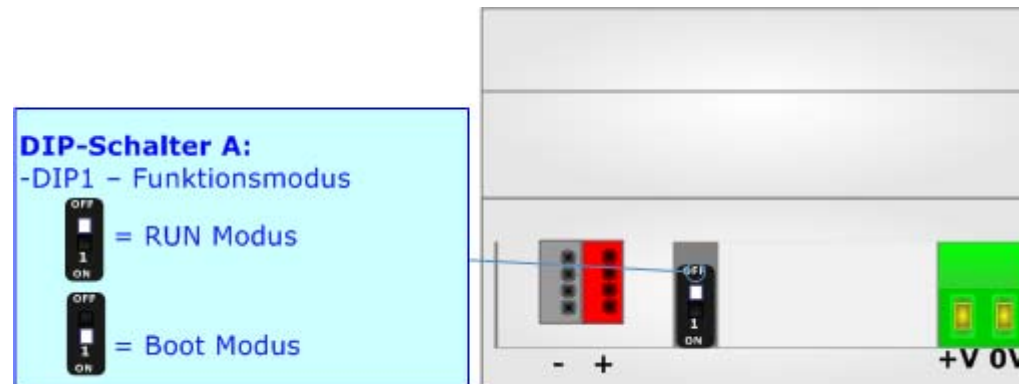 DIP-Schalter A:
-DIP1 – Funktionsmodus
OFF
1
ON
= RUN Modus
OFF
1
ON
= Boot Modus
OFF
1
ON
- +
+V 0V